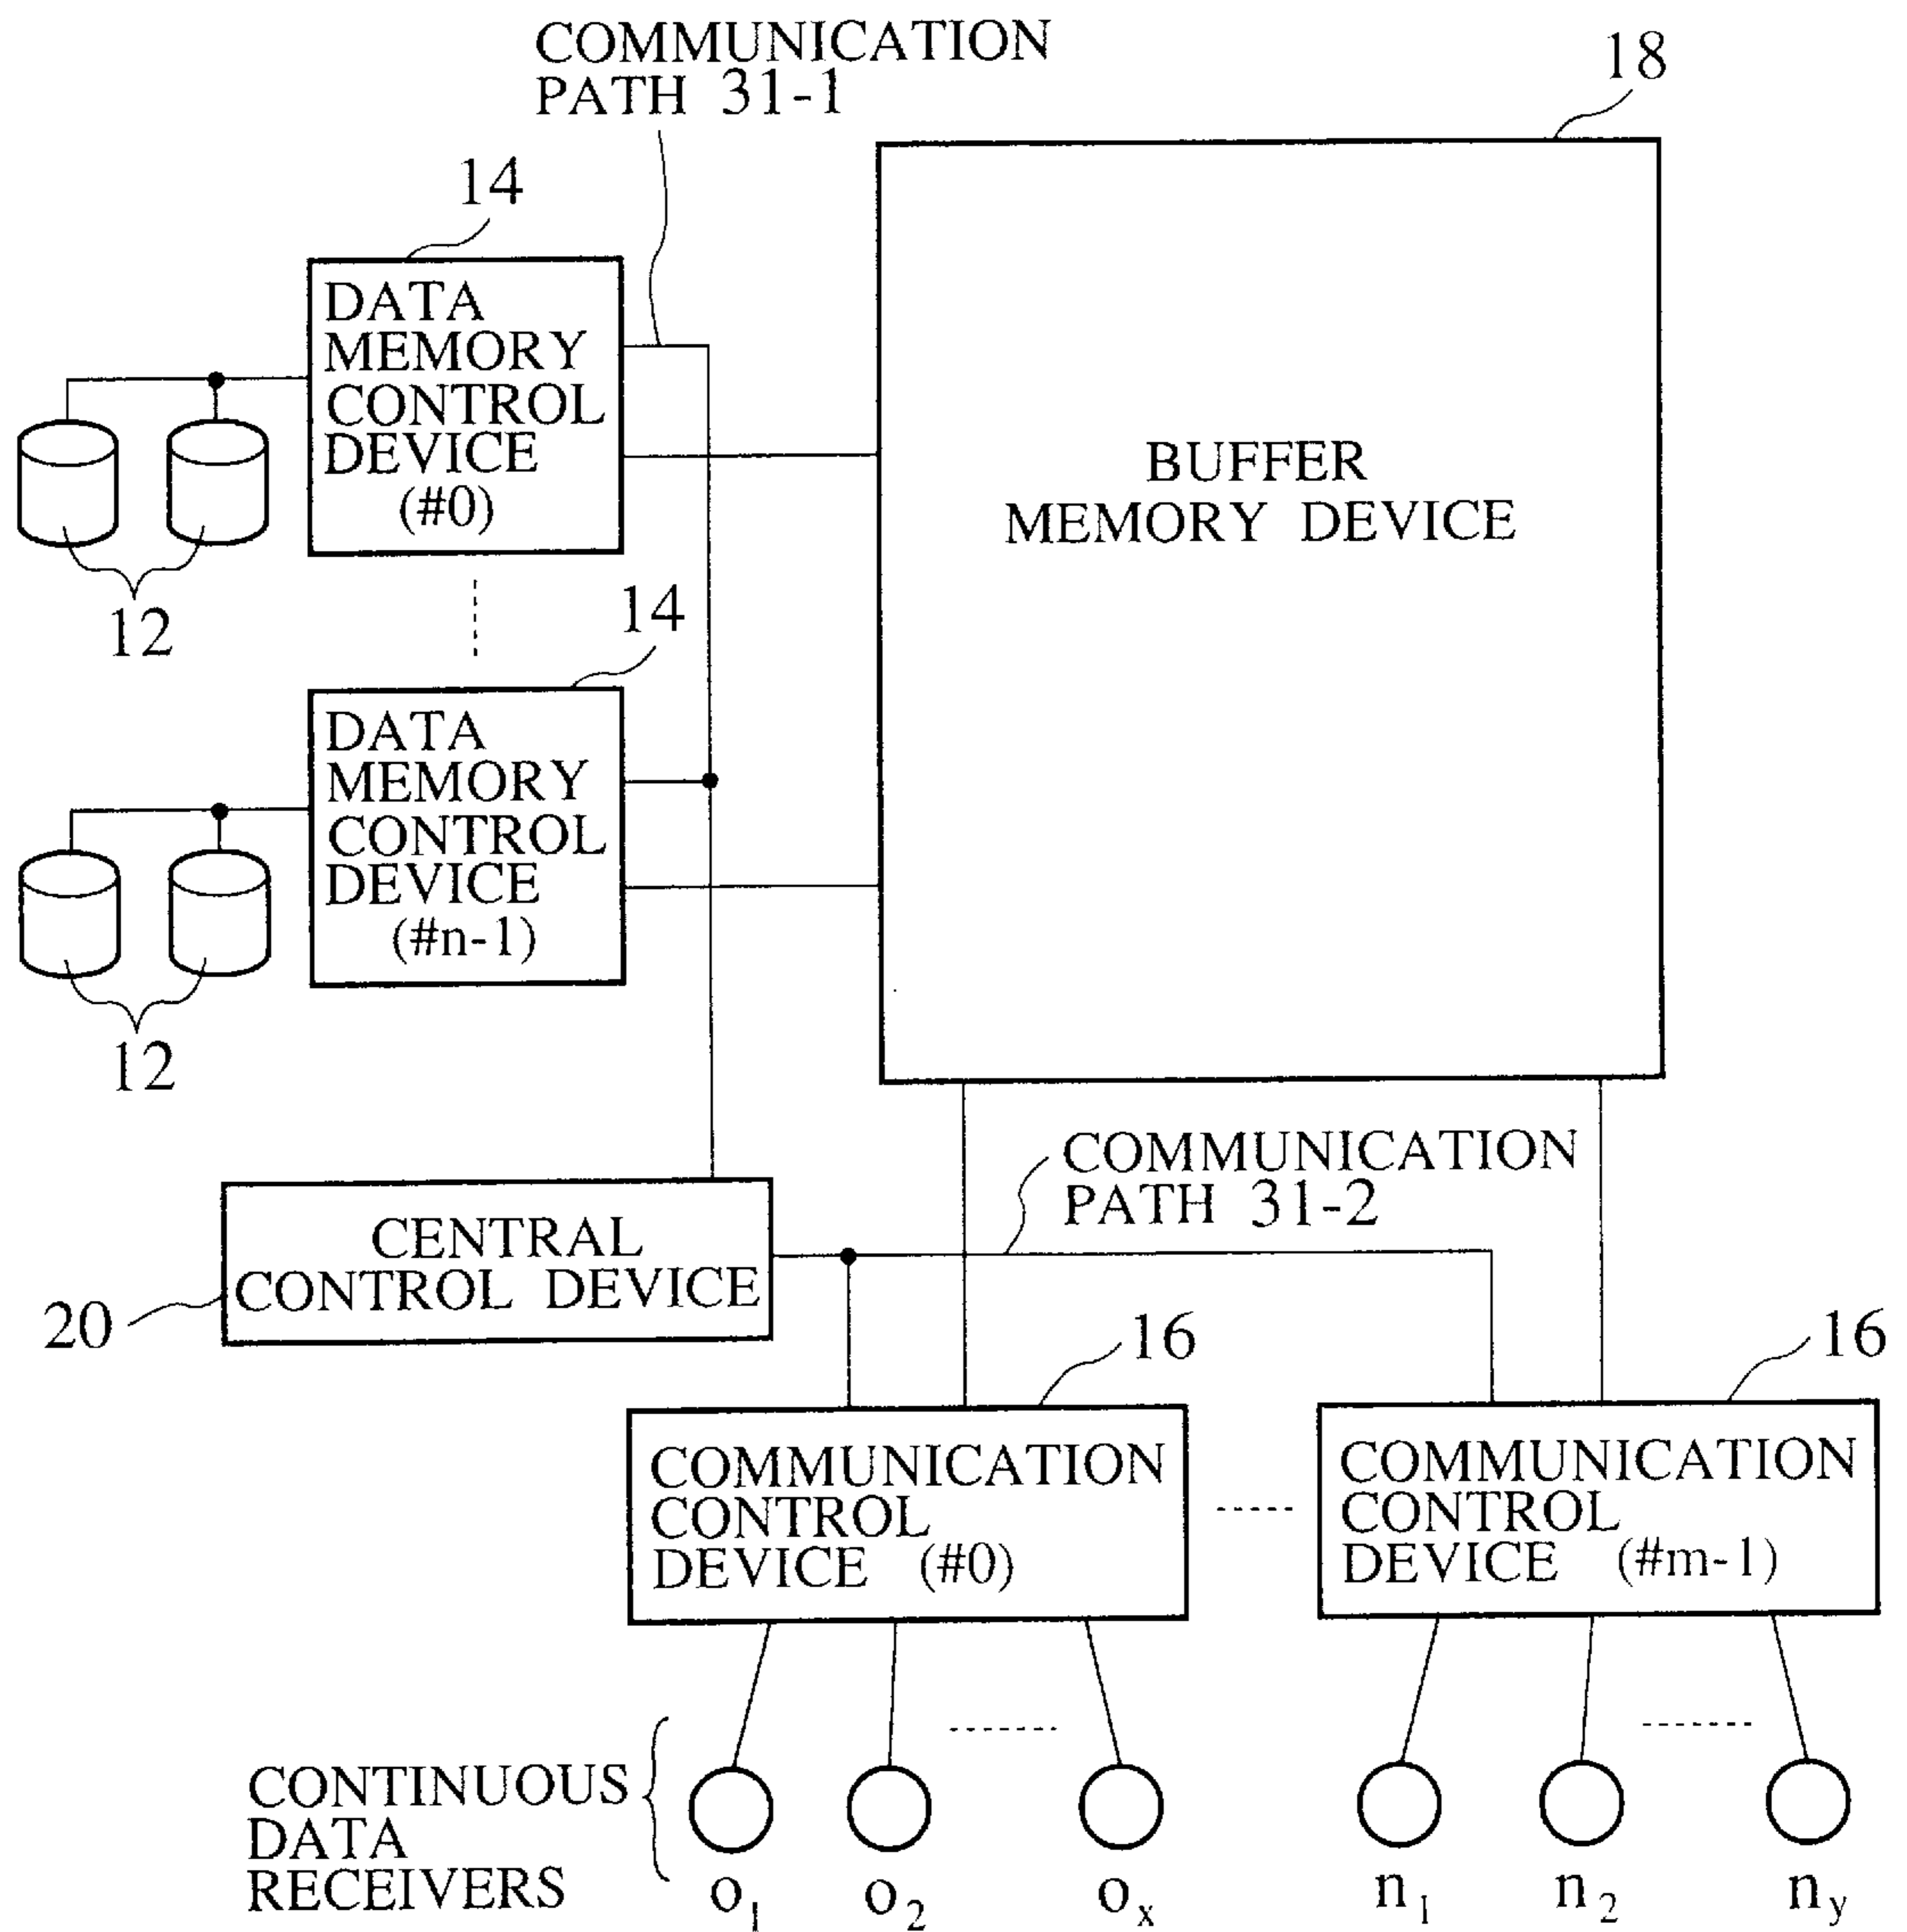 COMMUNICATION
PATH 31-1
18
14
DATA
MEMORY
CONTROL
DEVICE
(#0)
BUFFER
MEMORY DEVICE
12
14
DATA
MEMORY
CONTROL
DEVICE
(#n-1)
12
COMMUNICATION
PATH 31-2
CENTRAL
CONTROL DEVICE
20
16
16
COMMUNICATION
CONTROL
DEVICE (#0)
COMMUNICATION
CONTROL
DEVICE (#m-1)
CONTINUOUS
DATA
RECEIVERS
o1 o2 ox n1 n2 ny